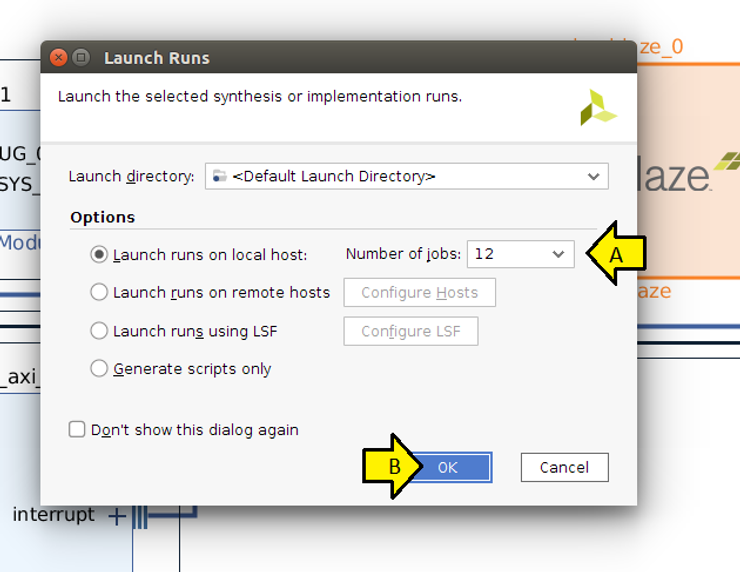 aze_0
Launch Runs
1
Launch the selected synthesis or implementation runs.
UG_
SYS_
Launch directory: <Default Launch Directory>
laze
Options
Modu
Launch runs on local host: Number of jobs: 12
A
Launch runs on remote hosts Configure Hosts
aze
Launch runs using LSF Configure LSF
_axi_
Generate scripts only
Don't show this dialog again
B OK Cancel
interrupt